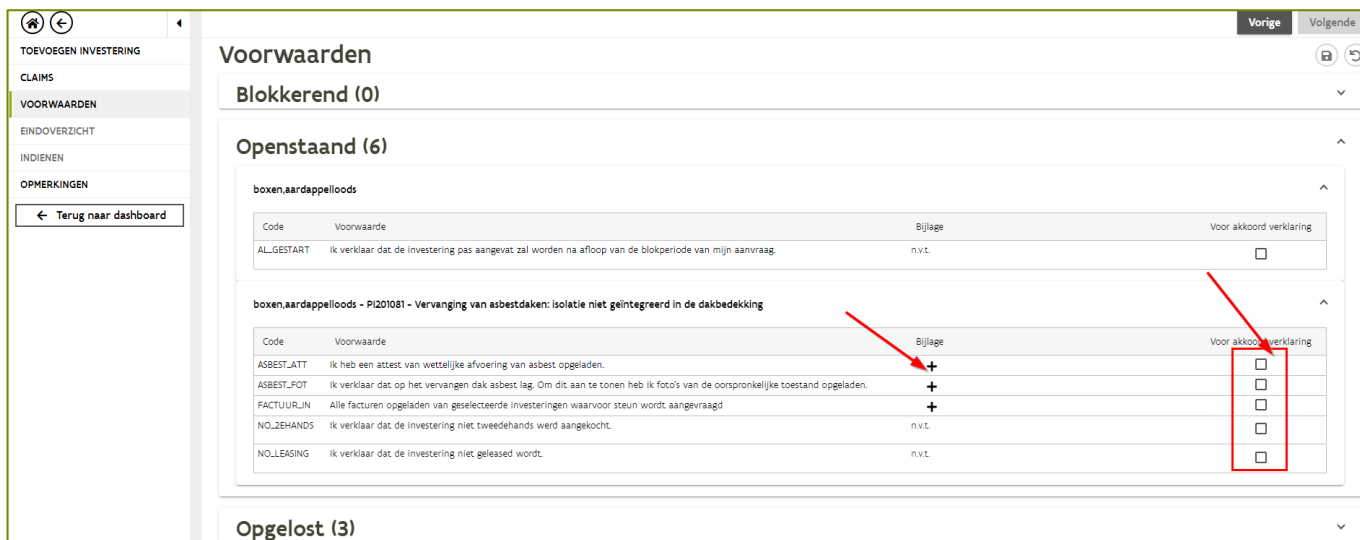 Vorige Volgende
TOEVOEGEN INVESTERING
CLAIMS
VOORWAARDEN
EINDOVERZICHT
INDIENEN
OPMERKINGEN
← Terug naar dashboard
Voorwaarden
Blokkerend (0)
Openstaand (6)
boxen,aardappelloods
Code Voorwaarde Bijlage Voor akkoord verklaring
AL_GESTART Ik verklaar dat de investering pas aangevat zal worden na afloop van de blokperiode van mijn aanvraag. n.v.t.
boxen,aardappelloods - PI201081 - Vervanging van asbestdaken: isolatie niet geïntegreerd in de dakbedekking
Code Voorwaarde Bijlage Voor akkoord verklaring
ASBEST_ATT Ik heb een attest van wettelijke afvoering van asbest opgeladen. +
ASBEST_FOT Ik verklaar dat op het vervangen dak asbest lag. Om dit aan te tonen heb ik foto's van de oorspronkelijke toestand opgeladen. +
FACTUUR_IN Alle facturen opgeladen van geselecteerde investeringen waarvoor steun wordt aangevraagd +
NO_2EHANDS Ik verklaar dat de investering niet tweedehands werd aangekocht. n.v.t.
NO_LEASING Ik verklaar dat de investering niet geleased wordt. n.v.t.
Opgelost (3)